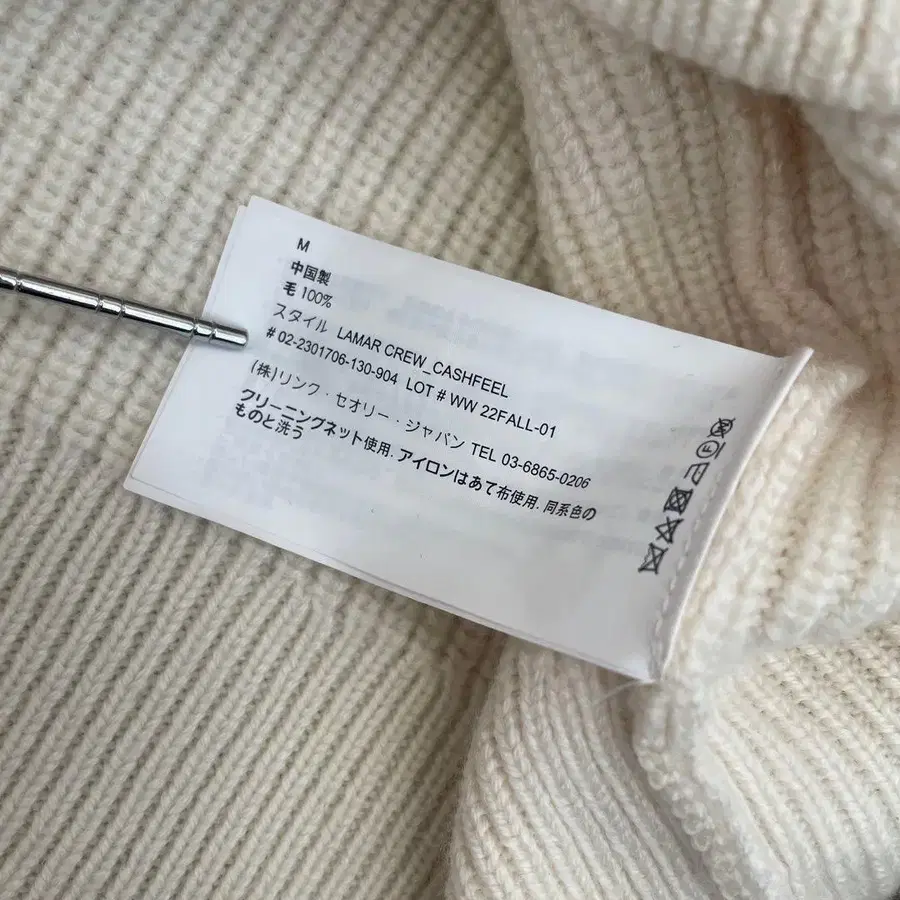 M
中国製
毛 100%
スタイル LAMAR CREW_CASHFEEL
# 02-2301706-130-904 LOT # WW 22FALL-01
(株)リンク・セオリー・ジャパン TEL 03-6865-0206
クリーニングネット使用. アイロンはあて布使用. 同系色の
ものと洗う